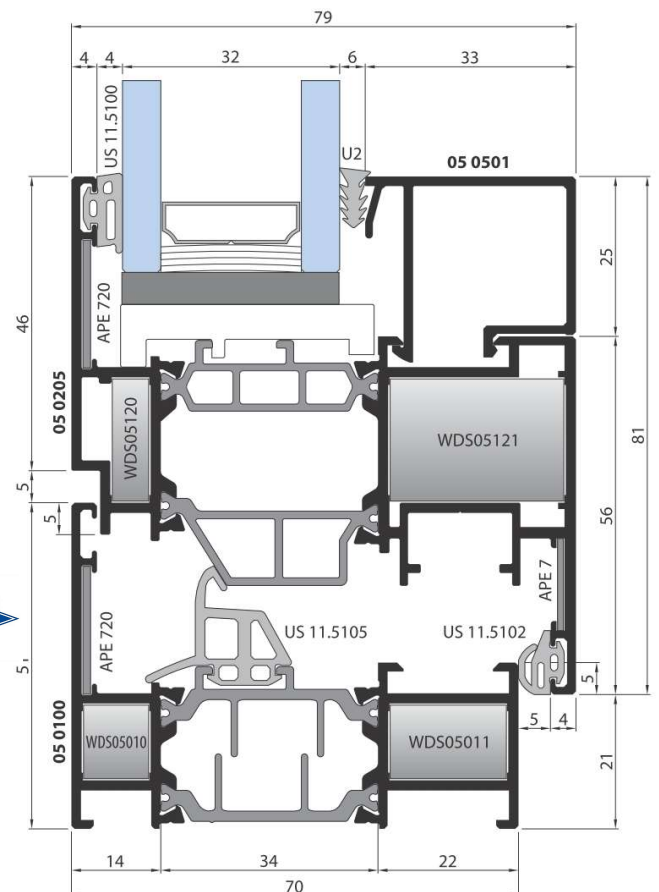 79
4 4 32 6 33
US 11.5100
U2
05 0501
46
25
APE 720
05 0205
WDS05120
WDS05121
81
5
5
56
APE 7
APE 720
US 11.5105
US 11.5102
5
5 4
05 0100
WDS05010
WDS05011
21
14 34 22
70